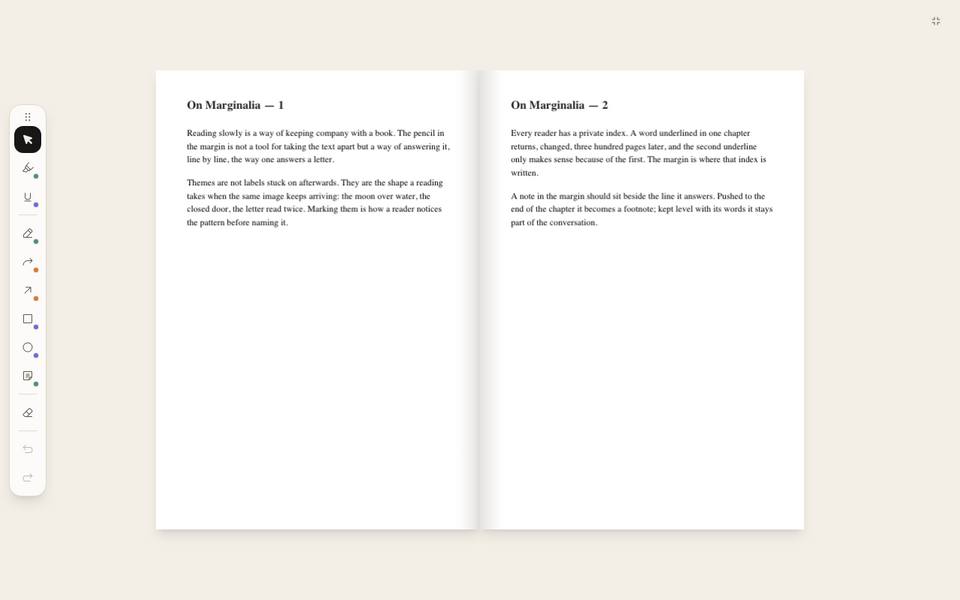 On Marginalia — 1
Reading slowly is a way of keeping company with a book. The pencil in
the margin is not a tool for taking the text apart but a way of answering it,
line by line, the way one answers a letter.
Themes are not labels stuck on afterwards. They are the shape a reading
takes when the same image keeps arriving: the moon over water, the
closed door, the letter read twice. Marking them is how a reader notices
the pattern before naming it.
On Marginalia — 2
Every reader has a private index. A word underlined in one chapter
returns, changed, three hundred pages later, and the second underline
only makes sense because of the first. The margin is where that index is
written.
A note in the margin should sit beside the line it answers. Pushed to the
end of the chapter it becomes a footnote; kept level with its words it stays
part of the conversation.